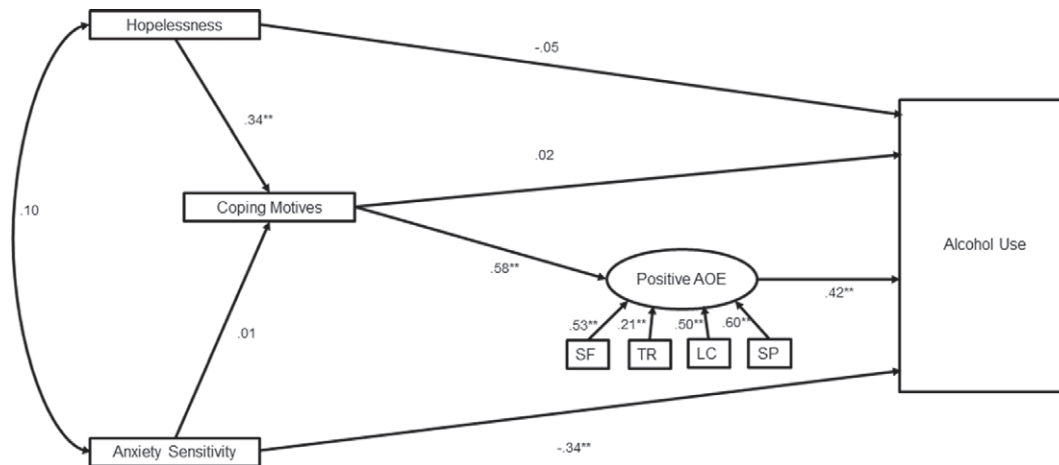 Hopelessness
-.05
.34**
.02
.10
Coping Motives
Alcohol Use
.58**
Positive AOE
.42**
.01
.53**
.21**
.50**
.60**
SF
TR
LC
SP
Anxiety Sensitivity
-.34**